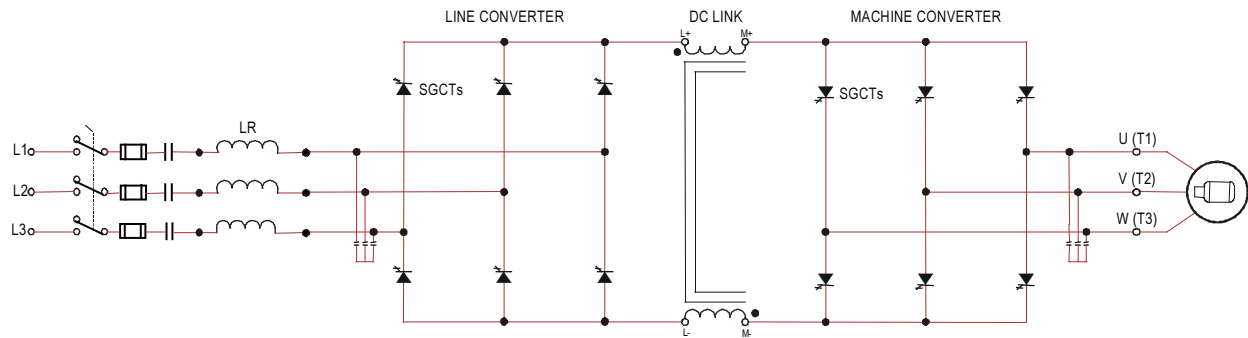 LINE CONVERTER
DC LINK
MACHINE CONVERTER
L+
M+
SGCTs
SGCTs
LR
L1
U (T1)
L2
V (T2)
L3
W (T3)
L-
M-